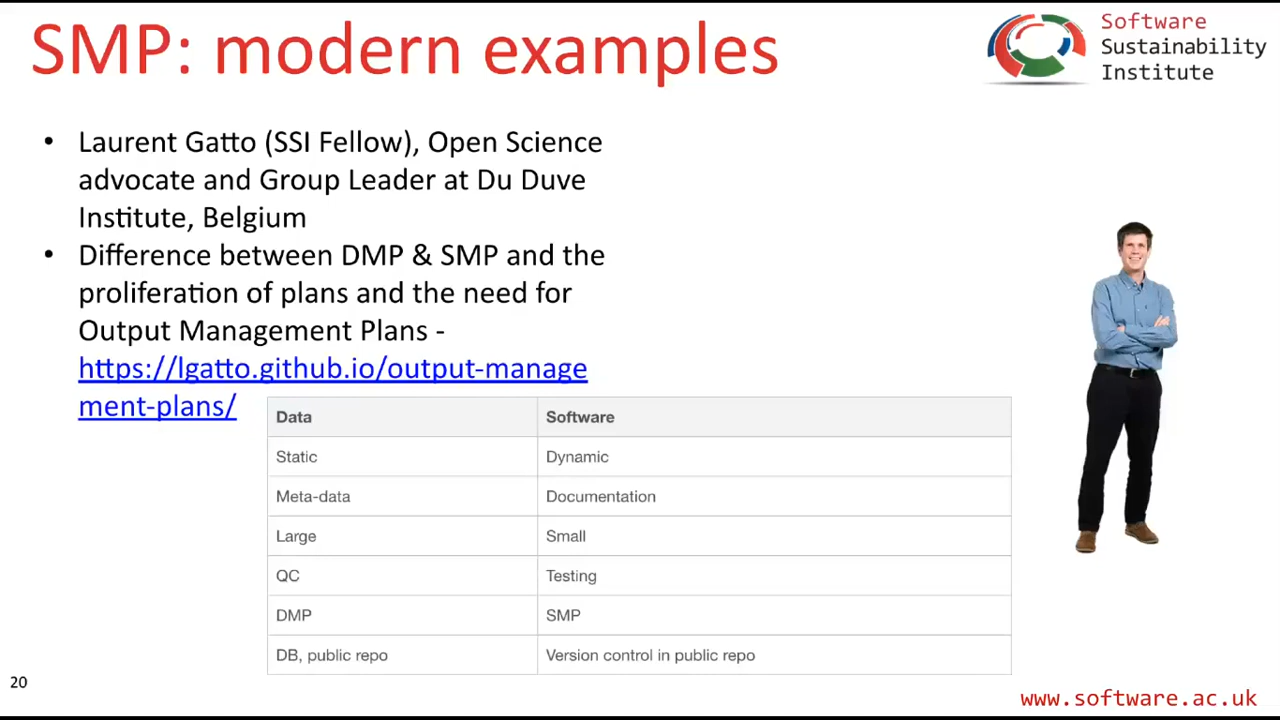 SMP: modern examples
Software
Sustainability
Institute
• Laurent Gatto (SSI Fellow), Open Science
advocate and Group Leader at Du Duve
Institute, Belgium
• Difference between DMP & SMP and the
proliferation of plans and the need for
Output Management Plans -
https://lgatto.github.io/output-manage
ment-plans/
Data Software
Static Dynamic
Meta-data Documentation
Large Small
QC Testing
DMP SMP
DB, public repo Version control in public repo
20
www.software.ac.uk